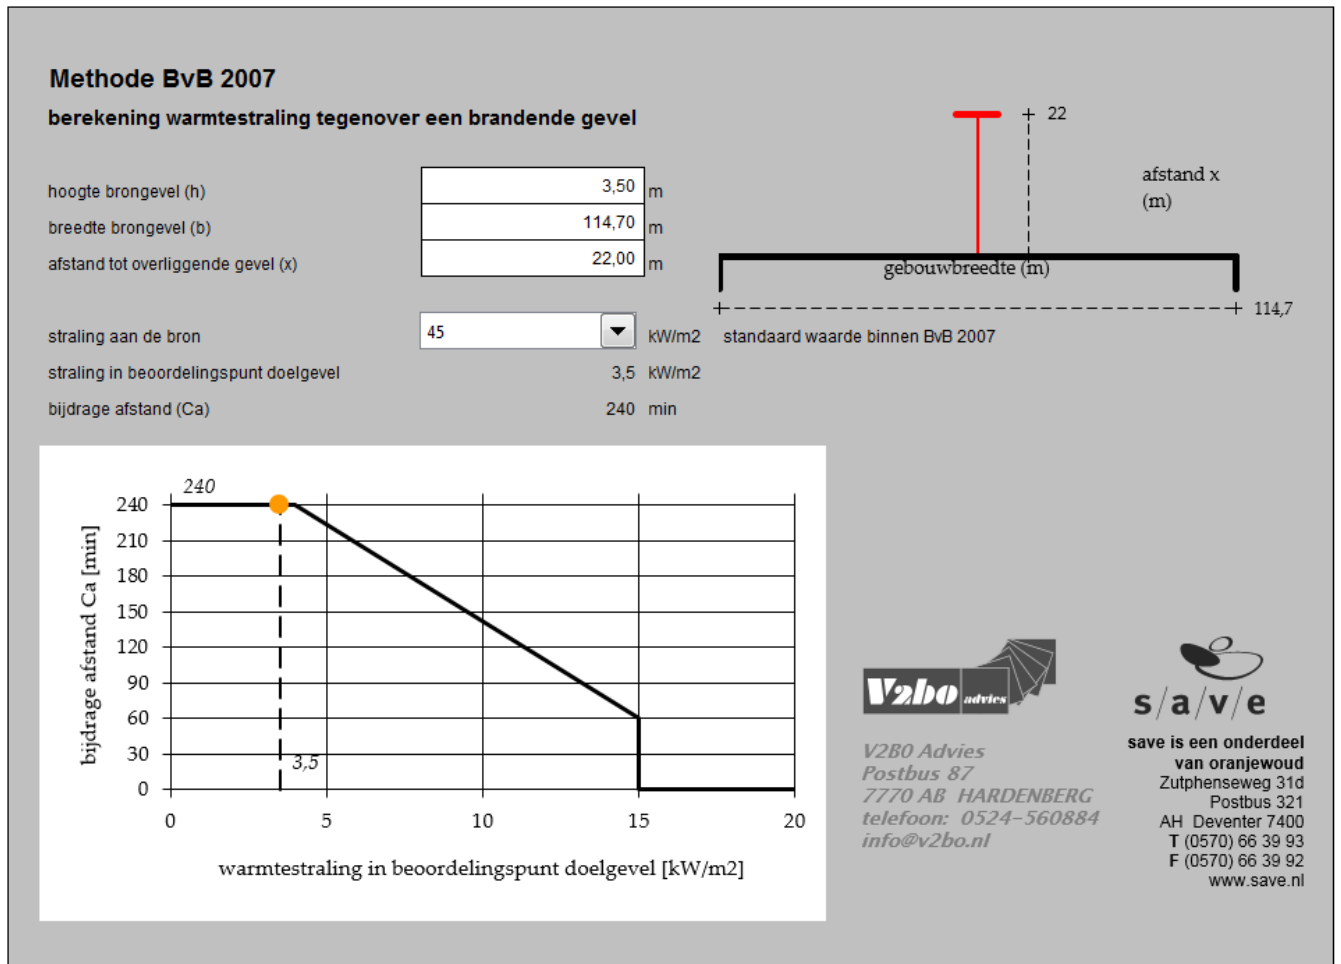 Methode BvB 2007
berekening warmtestraling tegenover een brandende gevel
hoogte brongevel (h) 3,50 m
breedte brongevel (b) 114,70 m
afstand tot overliggende gevel (x) 22,00 m
22
afstand x
(m)
gebouwbreedte (m)
114,7
straling aan de bron 45 kW/m2 standaard waarde binnen BvB 2007
straling in beoordelingspunt doelgevel 3,5 kW/m2
bijdrage afstand (Ca) 240 min
240
240
210
180
150
120
90
60
30
0
bijdrage afstand Ca [min]
3,5
0 5 10 15 20
warmtestraling in beoordelingspunt doelgevel [kW/m2]
V2bo advies
V2B0 Advies
Postbus 87
7770 AB HARDENBERG
telefoon: 0524-560884
info@v2bo.nl
s/a/v/e
save is een onderdeel
van oranjewoud
Zutphenseweg 31d
Postbus 321
AH Deventer 7400
T (0570) 66 39 93
F (0570) 66 39 92
www.save.nl